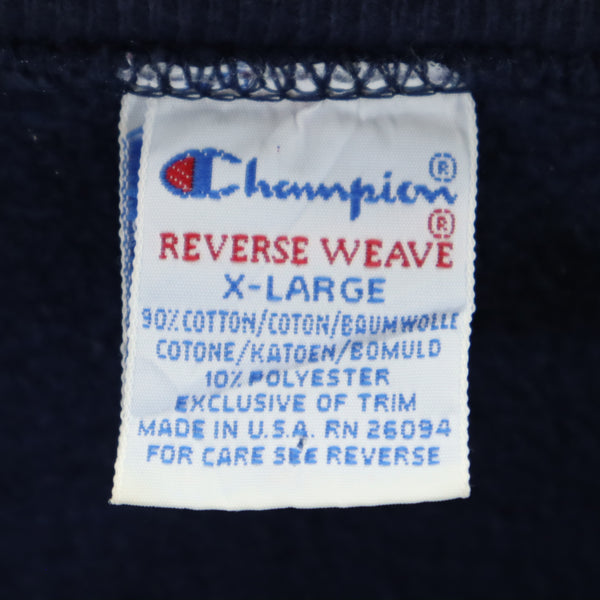 Champion®
REVERSE WEAVE®
X-LARGE
90% COTTON/COTON/BAUMWOLLE
COTONE/KATOEN/BOMULD
10% POLYESTER
EXCLUSIVE OF TRIM
MADE IN U.S.A. RN 26094
FOR CARE SEE REVERSE